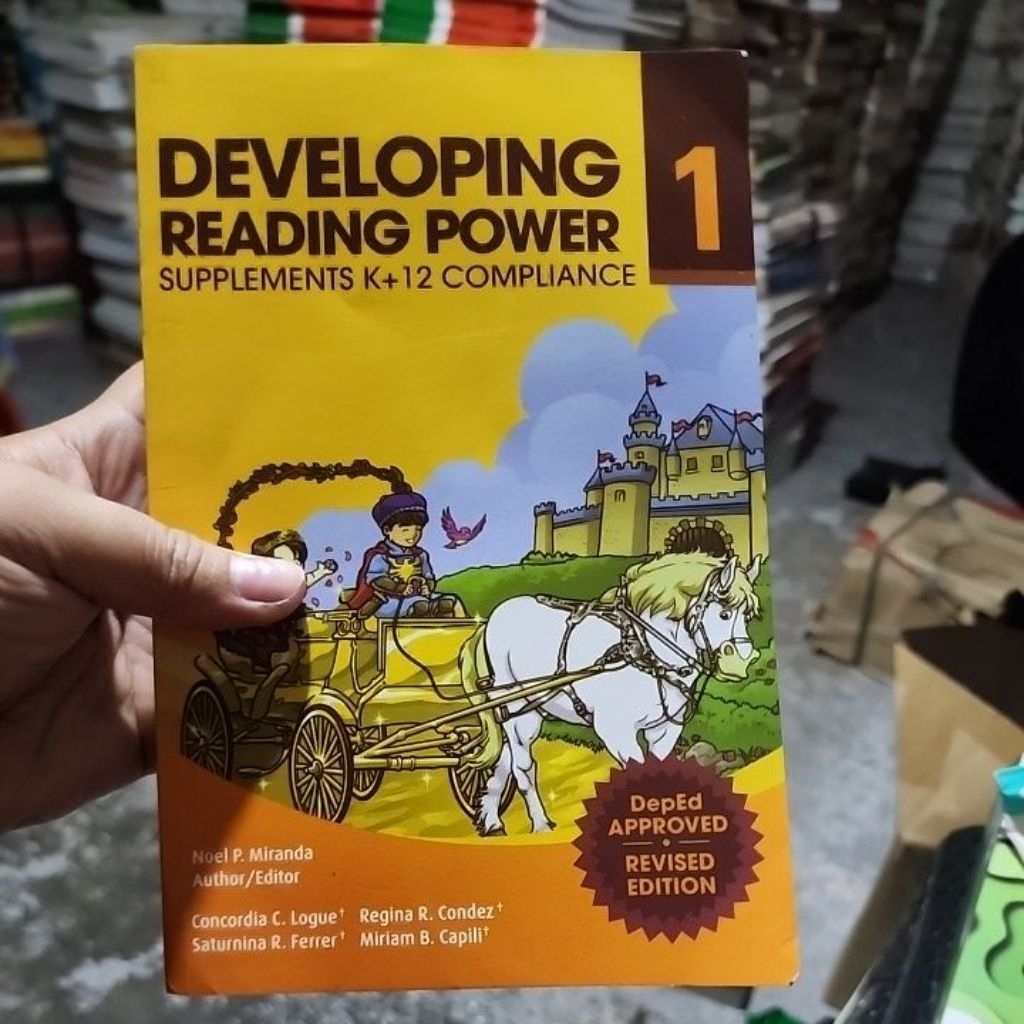 DEVELOPING
READING POWER
SUPPLEMENTS K+12 COMPLIANCE
1
DepEd
APPROVED
REVISED
EDITION
Noel P. Miranda
Author/Editor
Concordia C. Logue† Regina R. Condez†
Saturnina R. Ferrer† Miriam B. Capili†